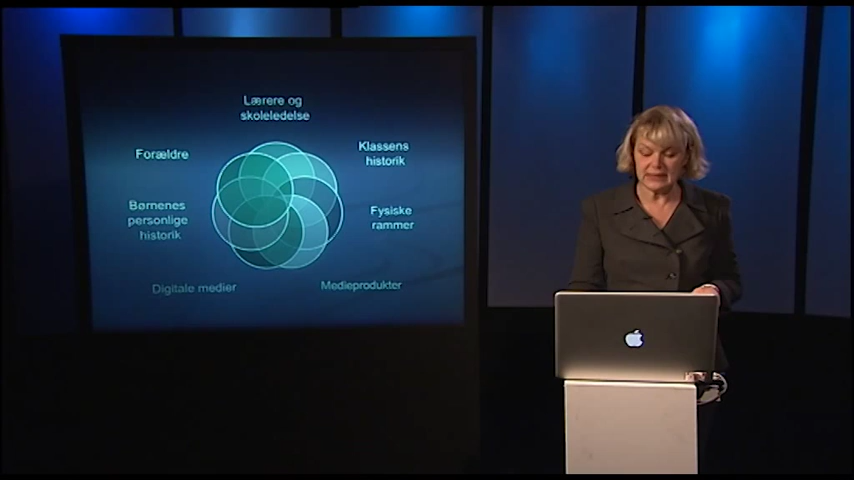 Lærere og
skoleledelse
Forældre
Klassens
historik
Børnenes
personlige
historik
Fysiske
rammer
Digitale medier
Medieprodukter